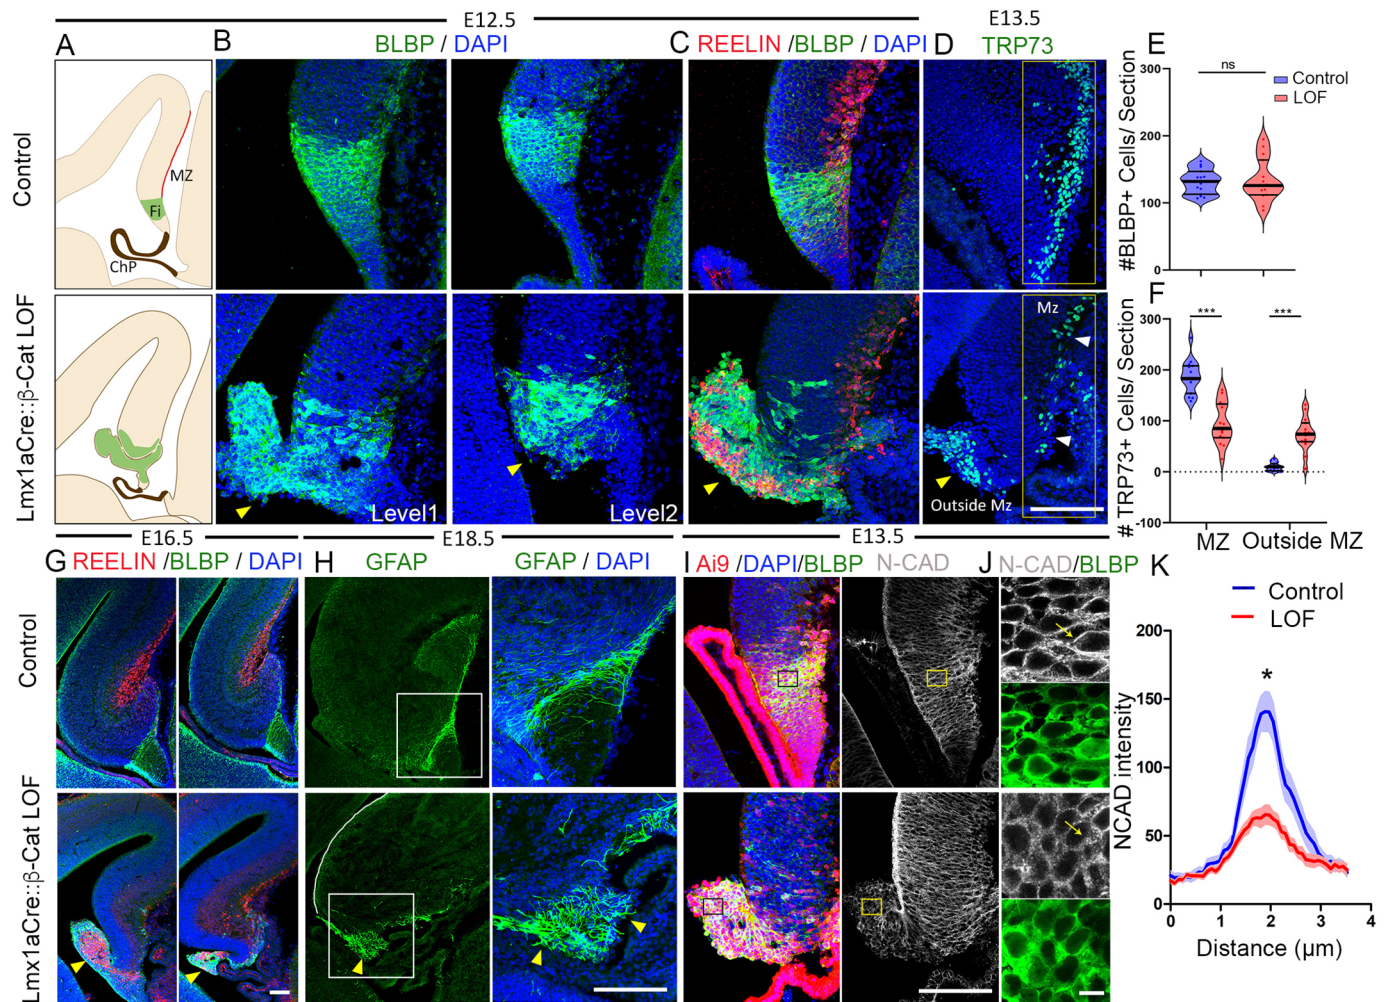 E12.5
E13.5
A
B
BLBP / DAPI
C
REELIN /BLBP / DAPI
D
TRP73
E
Control
MZ
Fi
ChP
#BLBP+ Cells/ Section
300
200
100
0
ns
Control
LOF
Lmx1aCre::β-Cat LOF
Level1
Level2
Mz
Outside Mz
F
# TRP73+ Cells/ Section
300
200
100
0
-100
***
***
MZ
Outside MZ
E16.5
E18.5
E13.5
G
REELIN /BLBP / DAPI
H
GFAP
GFAP / DAPI
I
Ai9 /DAPI/BLBP
N-CAD
J
N-CAD/BLBP
K
Control
Lmx1aCre::β-Cat LOF
Control
LOF
NCAD intensity
200
150
100
50
0
*
0
1
2
3
4
Distance (μm)